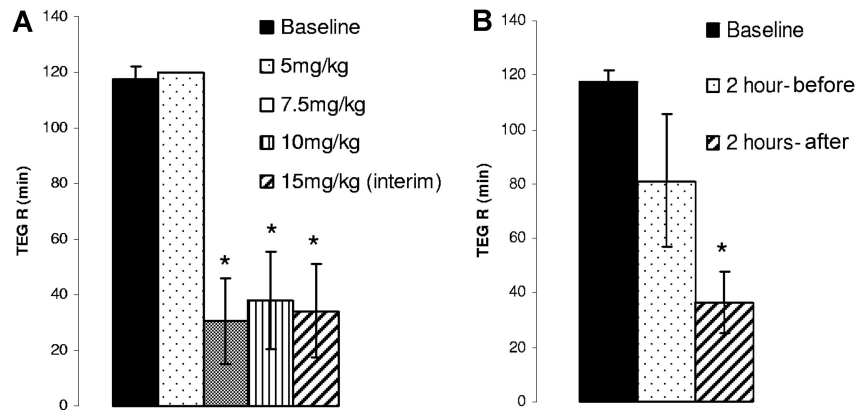 A
TEG R (min)
140
120
100
80
60
40
20
0
Baseline
5mg/kg
7.5mg/kg
10mg/kg
15mg/kg (interim)
* * *
B
TEG R (min)
140
120
100
80
60
40
20
0
Baseline
2 hour-before
2 hours-after
*